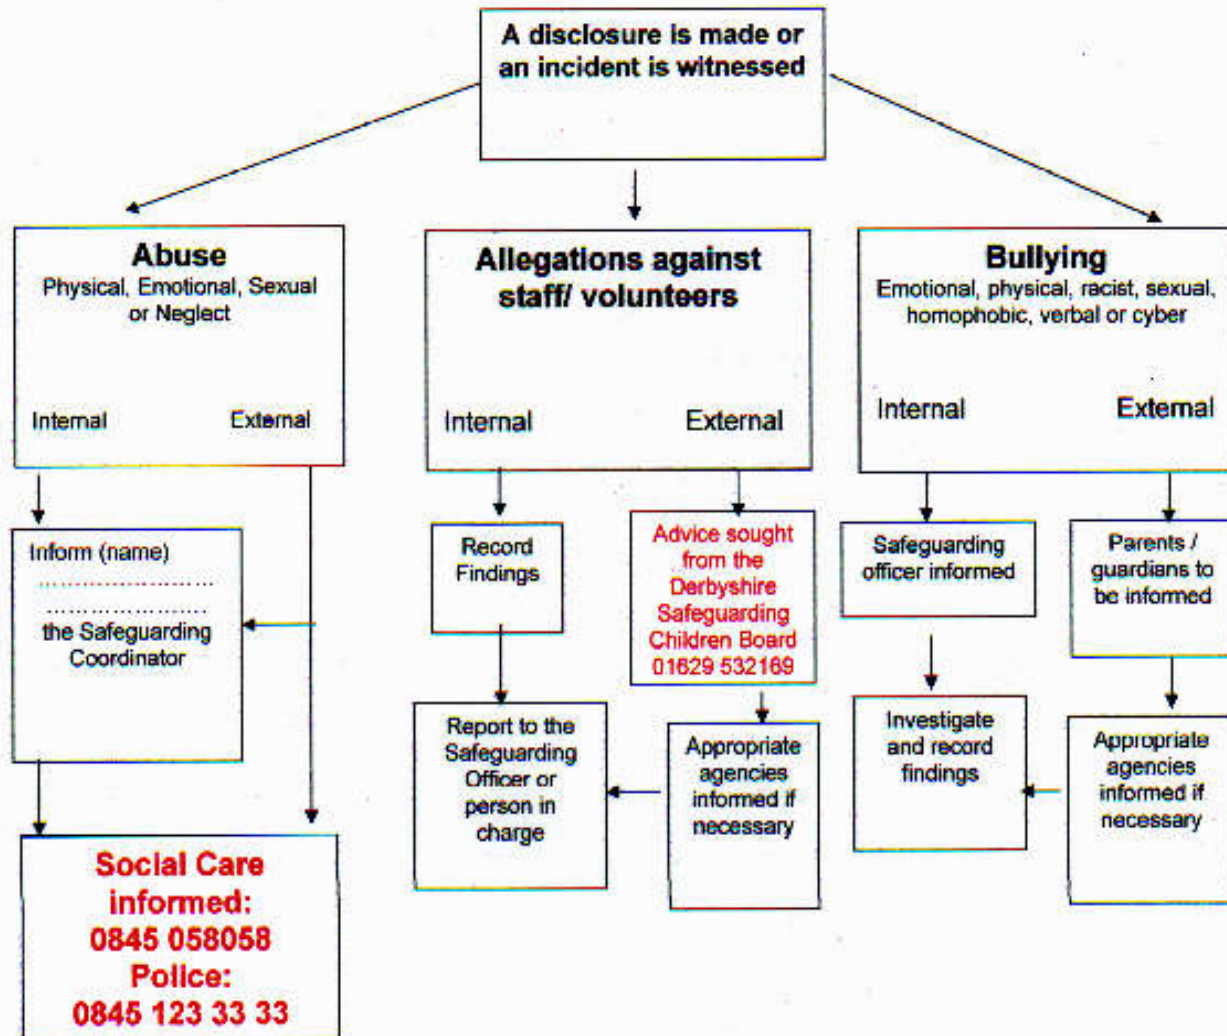 A disclosure is made or
an incident is witnessed
Abuse
Physical, Emotional, Sexual
or Neglect
Internal External
Allegations against
staff/ volunteers
Internal External
Bullying
Emotional, physical, racist, sexual,
homophobic, verbal or cyber
Internal External
Inform (name)
..............................
............................
the Safeguarding
Coordinator
Social Care
informed:
0845 058058
Police:
0845 123 33 33
Record
Findings
Advice sought
from the
Derbyshire
Safeguarding
Children Board
01629 532169
Report to the
Safeguarding
Officer or
person in
charge
Appropriate
agencies
informed if
necessary
Safeguarding
officer informed
Parents /
guardians to
be informed
Investigate
and record
findings
Appropriate
agencies
informed if
necessary